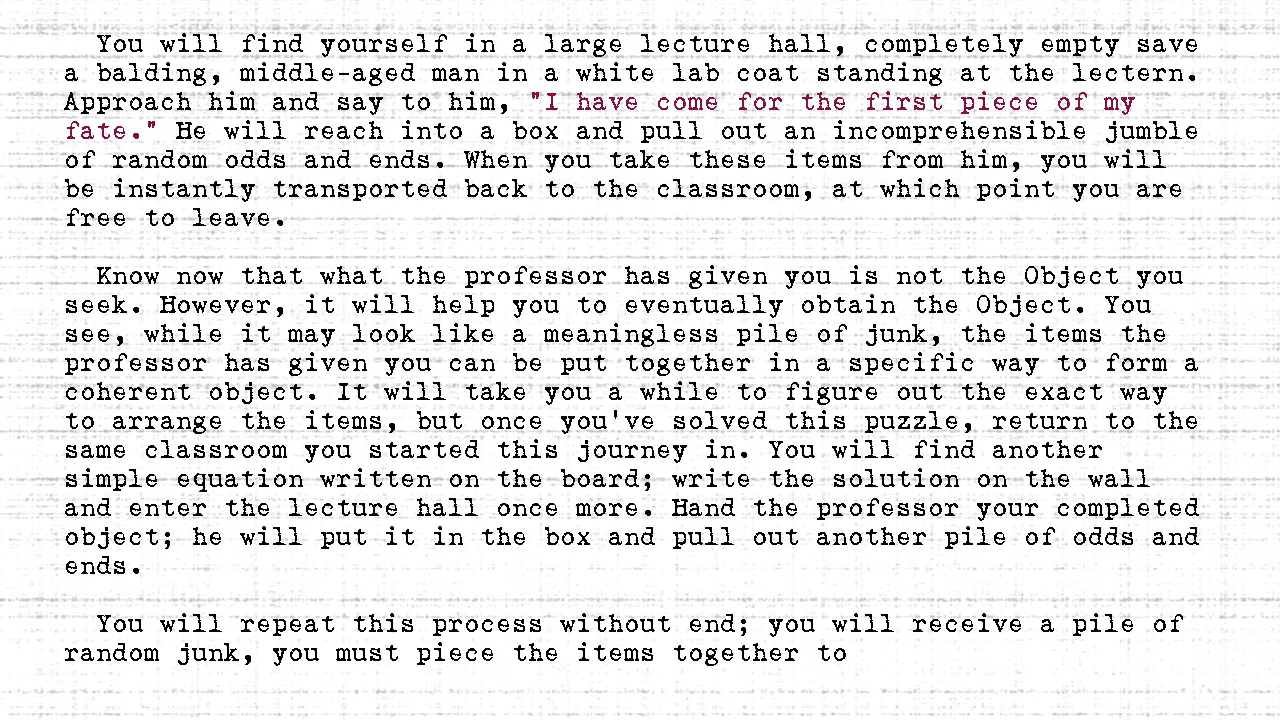 You will find yourself in a large lecture hall, completely empty save
a balding, middle-aged man in a white lab coat standing at the lectern.
Approach him and say to him, "I have come for the first piece of my
fate." He will reach into a box and pull out an incomprehensible jumble
of random odds and ends. When you take these items from him, you will
be instantly transported back to the classroom, at which point you are
free to leave.
Know now that what the professor has given you is not the Object you
seek. However, it will help you to eventually obtain the Object. You
see, while it may look like a meaningless pile of junk, the items the
professor has given you can be put together in a specific way to form a
coherent object. It will take you a while to figure out the exact way
to arrange the items, but once you've solved this puzzle, return to the
same classroom you started this journey in. You will find another
simple equation written on the board; write the solution on the wall
and enter the lecture hall once more. Hand the professor your completed
object; he will put it in the box and pull out another pile of odds and
ends.
You will repeat this process without end; you will receive a pile of
random junk, you must piece the items together to